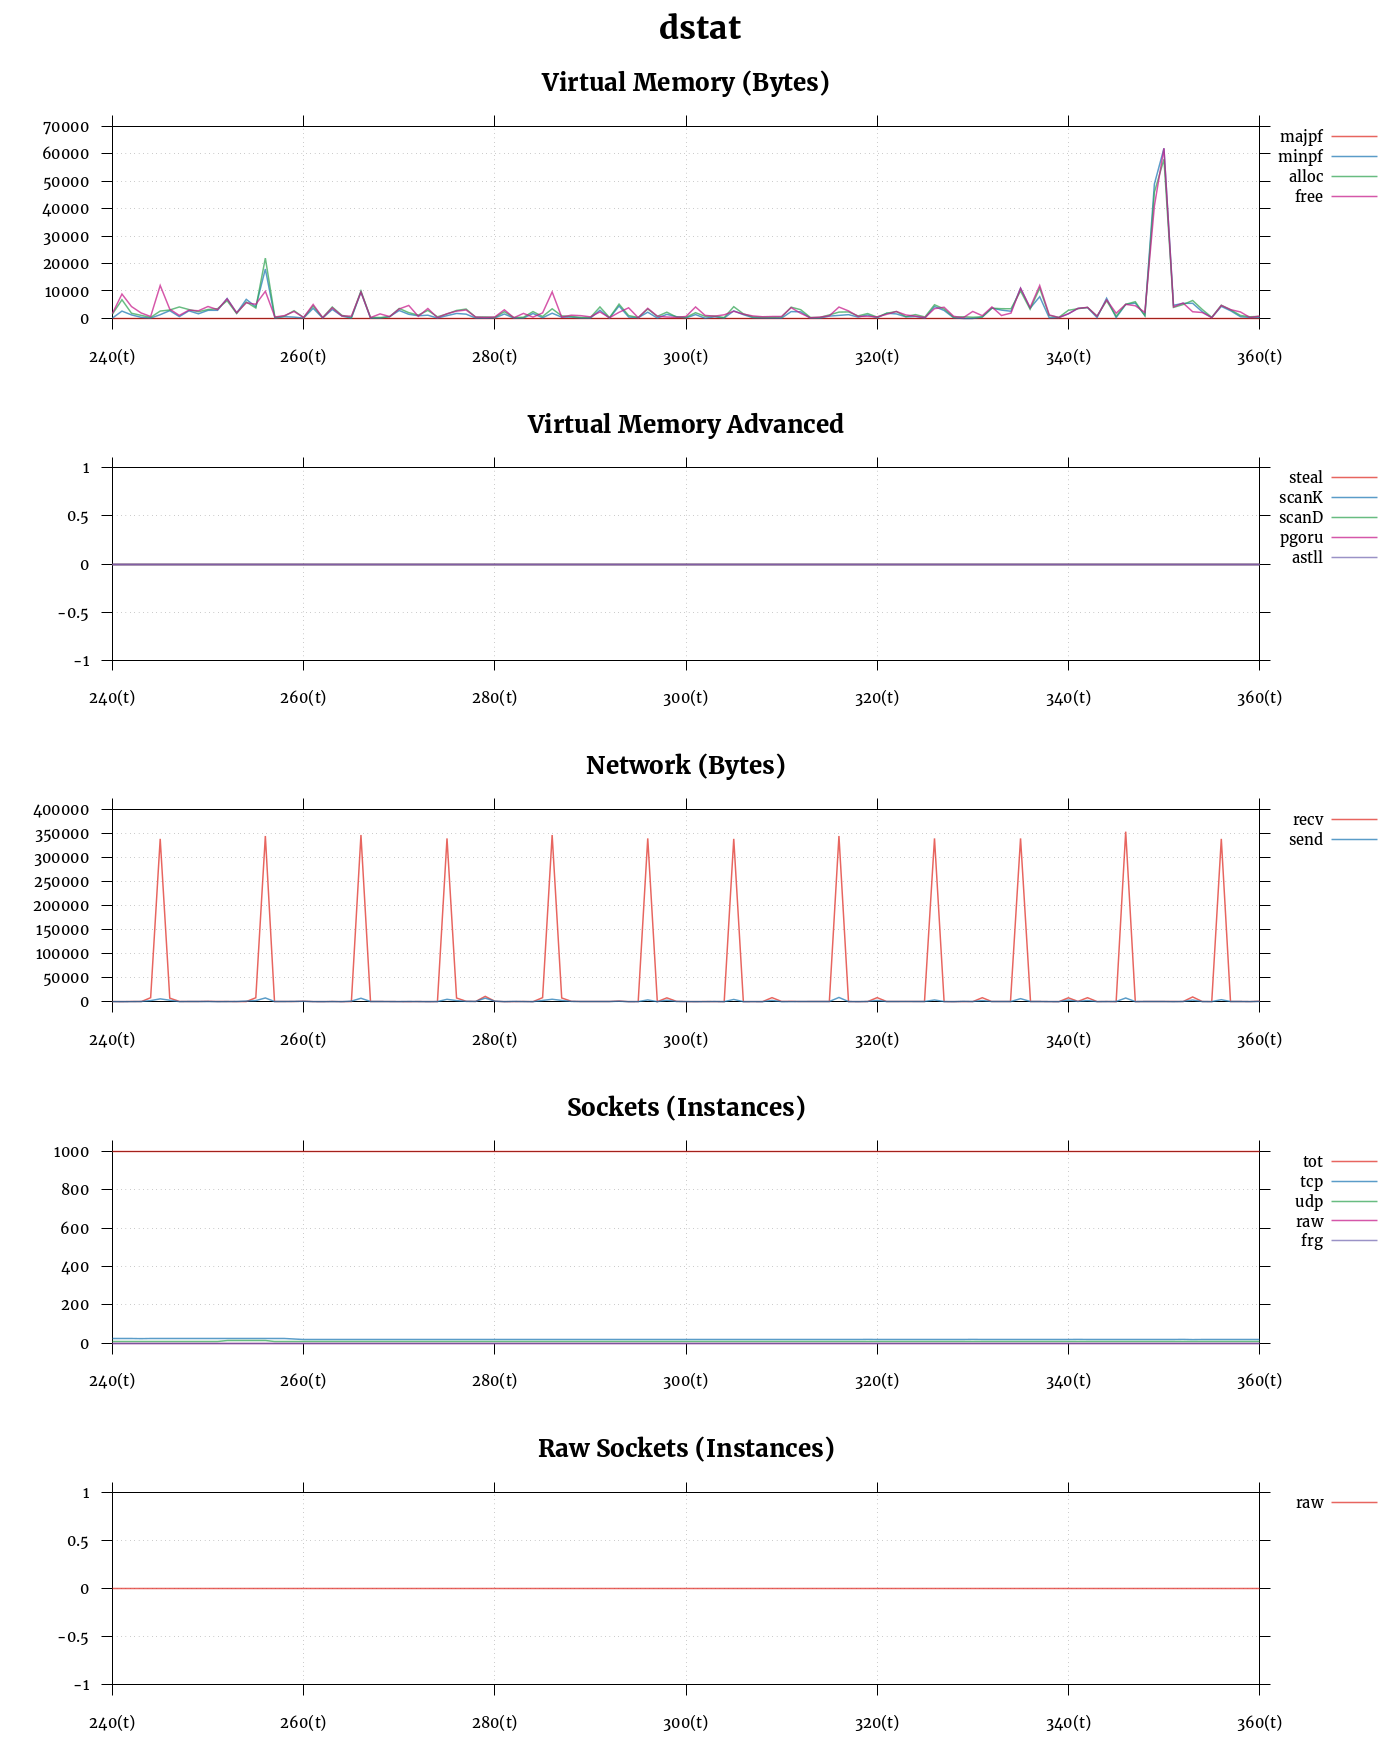 dstat
Virtual Memory (Bytes)
70000
60000
50000
40000
30000
20000
10000
0
240(t) 260(t) 280(t) 300(t) 320(t) 340(t) 360(t)
majpf
minpf
alloc
free
Virtual Memory Advanced
1
0.5
0
-0.5
-1
240(t) 260(t) 280(t) 300(t) 320(t) 340(t) 360(t)
steal
scanK
scanD
pgoru
astll
Network (Bytes)
400000
350000
300000
250000
200000
150000
100000
50000
0
240(t) 260(t) 280(t) 300(t) 320(t) 340(t) 360(t)
recv
send
Sockets (Instances)
1000
800
600
400
200
0
240(t) 260(t) 280(t) 300(t) 320(t) 340(t) 360(t)
tot
tcp
udp
raw
frg
Raw Sockets (Instances)
1
0.5
0
-0.5
-1
240(t) 260(t) 280(t) 300(t) 320(t) 340(t) 360(t)
raw